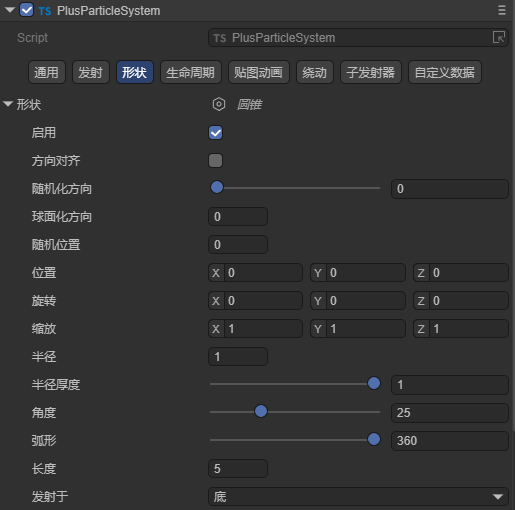 TS PlusParticleSystem
Script TS PlusParticleSystem
通用 发射 形状 生命周期 贴图动画 绕动 子发射器 自定义数据
形状 圆锥
启用
方向对齐
随机化方向 0
球面化方向 0
随机位置 0
位置 X 0 Y 0 Z 0
旋转 X 0 Y 0 Z 0
缩放 X 1 Y 1 Z 1
半径 1
半径厚度 1
角度 25
弧形 360
长度 5
发射于 底